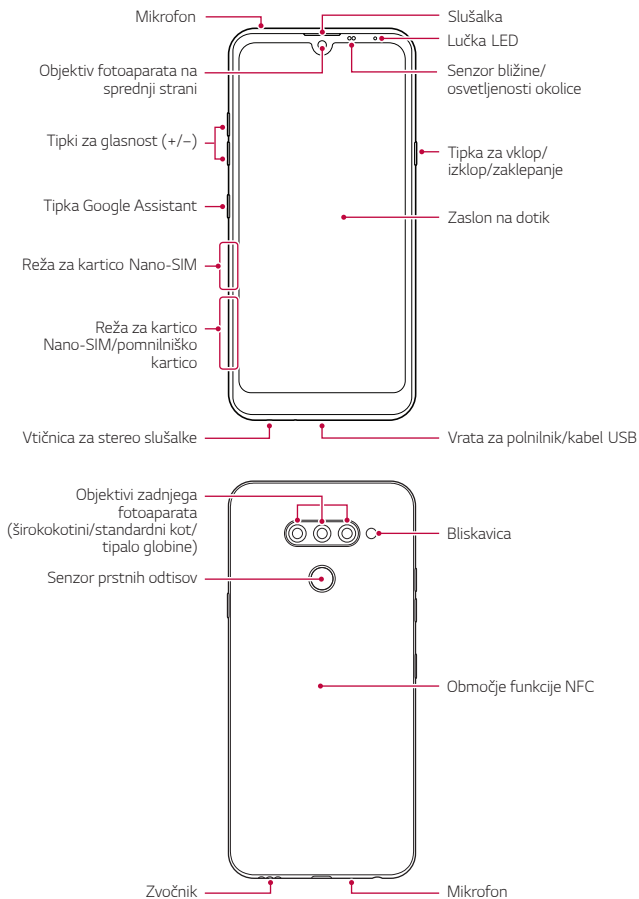 Mikrofon
Slušalka
Lučka LED
Objektiv fotoaparata na
sprednji strani
Senzor bližine/
osvetljenosti okolice
Tipki za glasnost (+/–)
Tipka za vklop/
izklop/zaklepanje
Tipka Google Assistant
Zaslon na dotik
Reža za kartico Nano-SIM
Reža za kartico
Nano-SIM/pomnilniško
kartico
Vtičnica za stereo slušalke
Vrata za polnilnik/kabel USB
Objektivi zadnjega
fotoaparata
(širokokotini/standardni kot/
tipalo globine)
Bliskavica
Senzor prstnih odtisov
Območje funkcije NFC
Zvočnik
Mikrofon